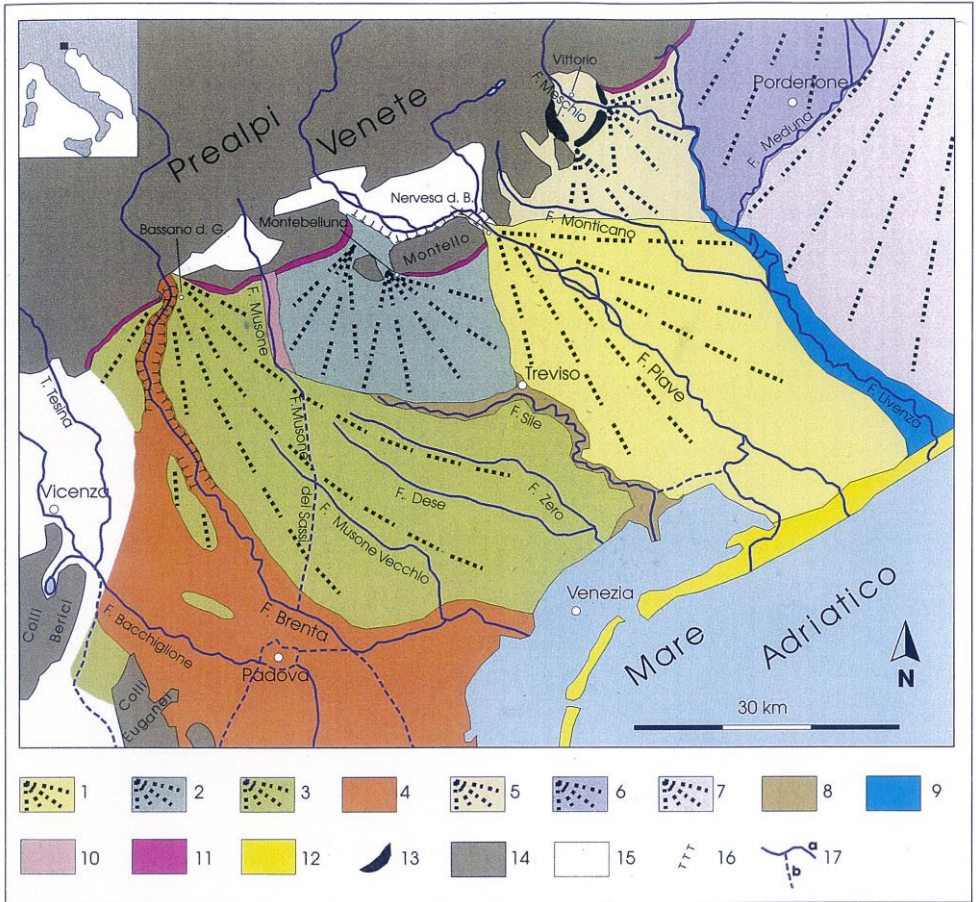 Prealpi
Venete
Vittorio
F. Meschio
Pordenone
F. Meduna
Nervesa d. B.
Montebelluna
Bassano d. G
Montello
F. Monticano
F. Musone
F. Piave
F. Livenza
Treviso
T. Tesina
F. Sile
F. Musone
dei Sassi
F. Zero
F. Dese
Vicenza
F. Musone Vecchio
Venezia
Colli
Berici
F. Bacchiglione
F. Brenta
Padova
Colli
Euganei
Mare Adriatico
N
30 km
1 2 3 4 5 6 7 8 9
10 11 12 13 14 15 16 a b 17